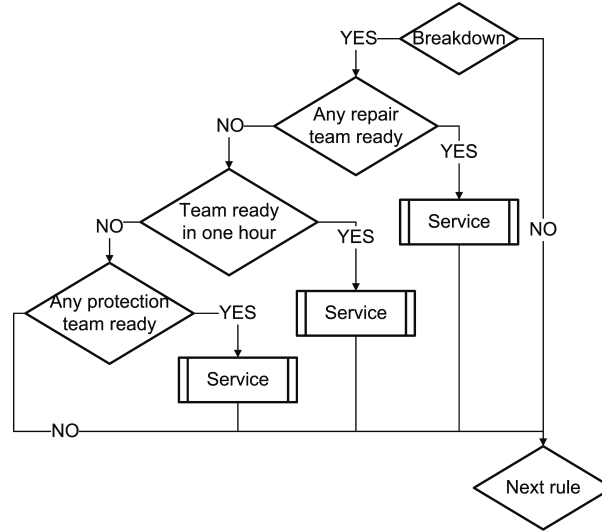 YES
Breakdown
Any repair
team ready
NO
YES
Team ready
in one hour
Service
NO
YES
NO
Any protection
team ready
YES
Service
Service
NO
Next rule